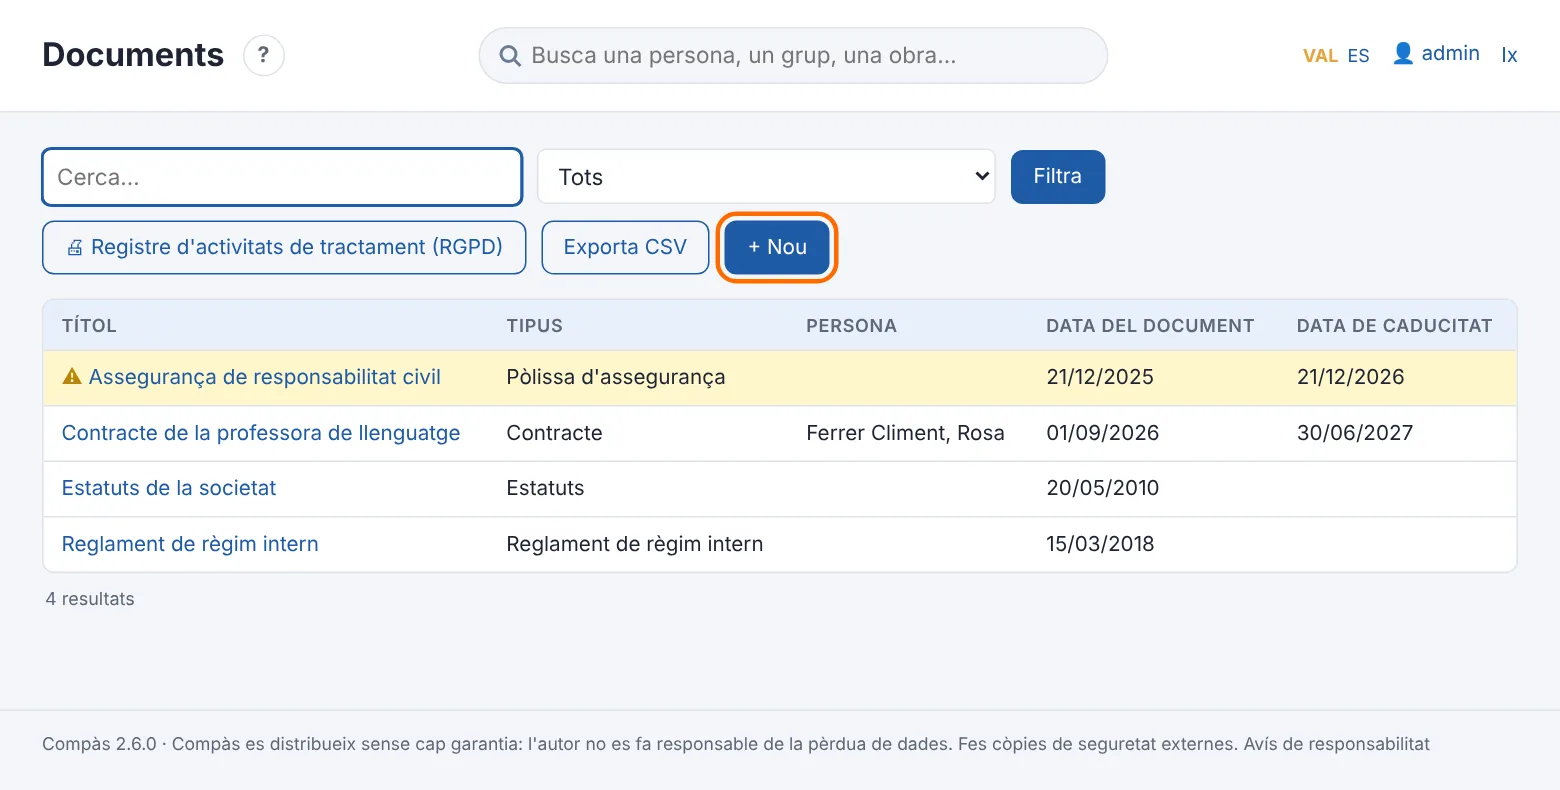 Documents ?
Busca una persona, un grup, una obra...
VAL ES admin Ix
Cerca...
Tots
Filtra
Registre d'activitats de tractament (RGPD)
Exporta CSV
+ Nou
TÍTOL TIPUS PERSONA DATA DEL DOCUMENT DATA DE CADUCITAT
Assegurança de responsabilitat civil Pòlissa d'assegurança 21/12/2025 21/12/2026
Contracte de la professora de llenguatge Contracte Ferrer Climent, Rosa 01/09/2026 30/06/2027
Estatuts de la societat Estatuts 20/05/2010
Reglament de règim intern Reglament de règim intern 15/03/2018
4 resultats
Compàs 2.6.0 · Compàs es distribueix sense cap garantia: l'autor no es fa responsable de la pèrdua de dades. Fes còpies de seguretat externes. Avís de responsabilitat